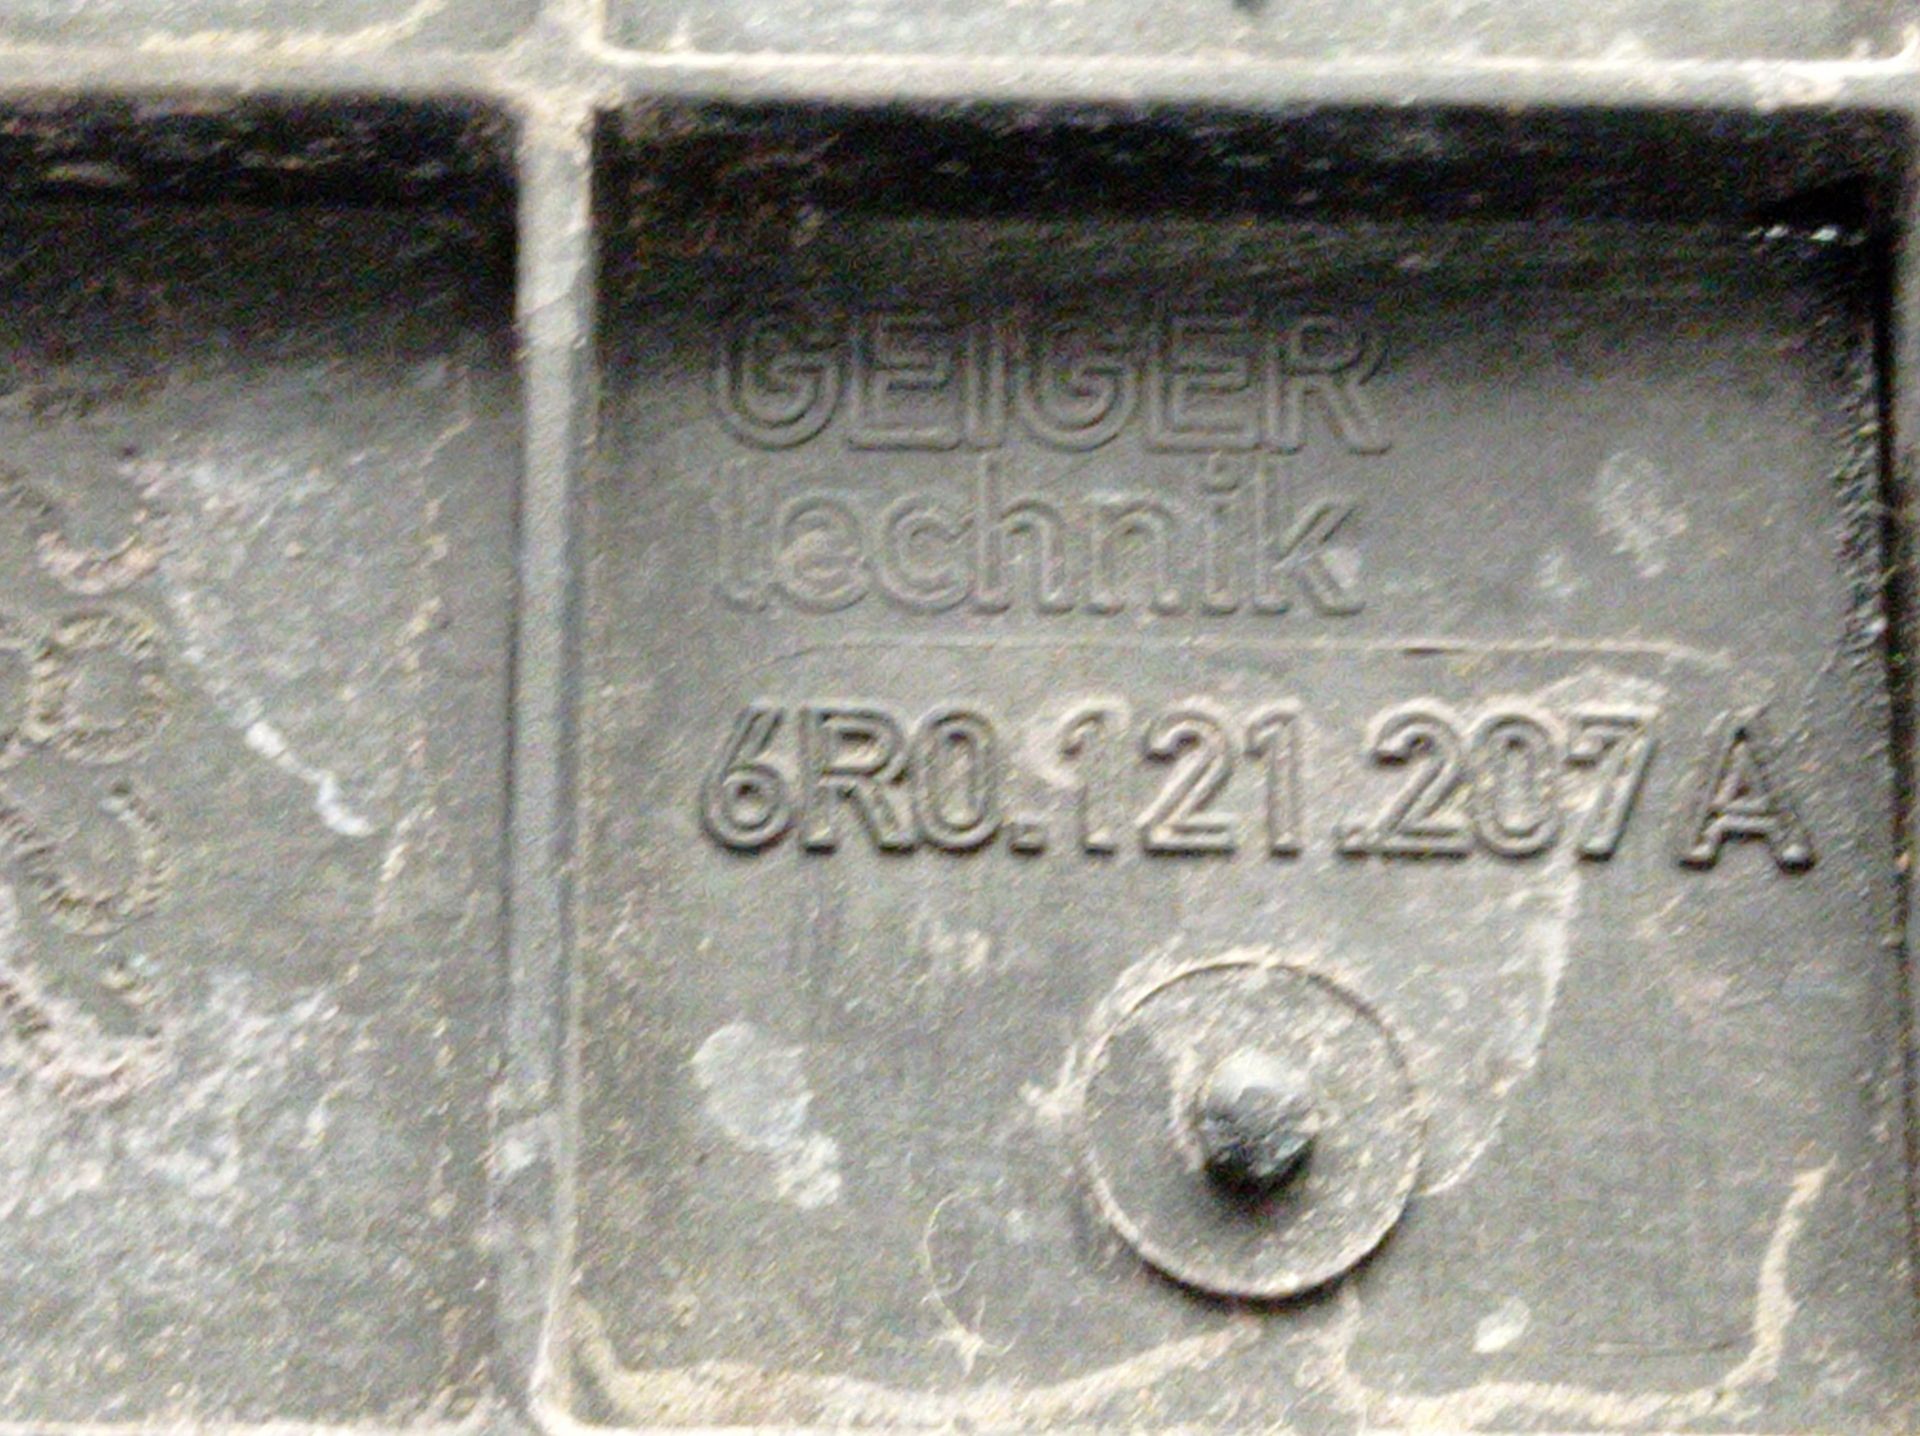 GEIGER
technik
6R0.121.207 A